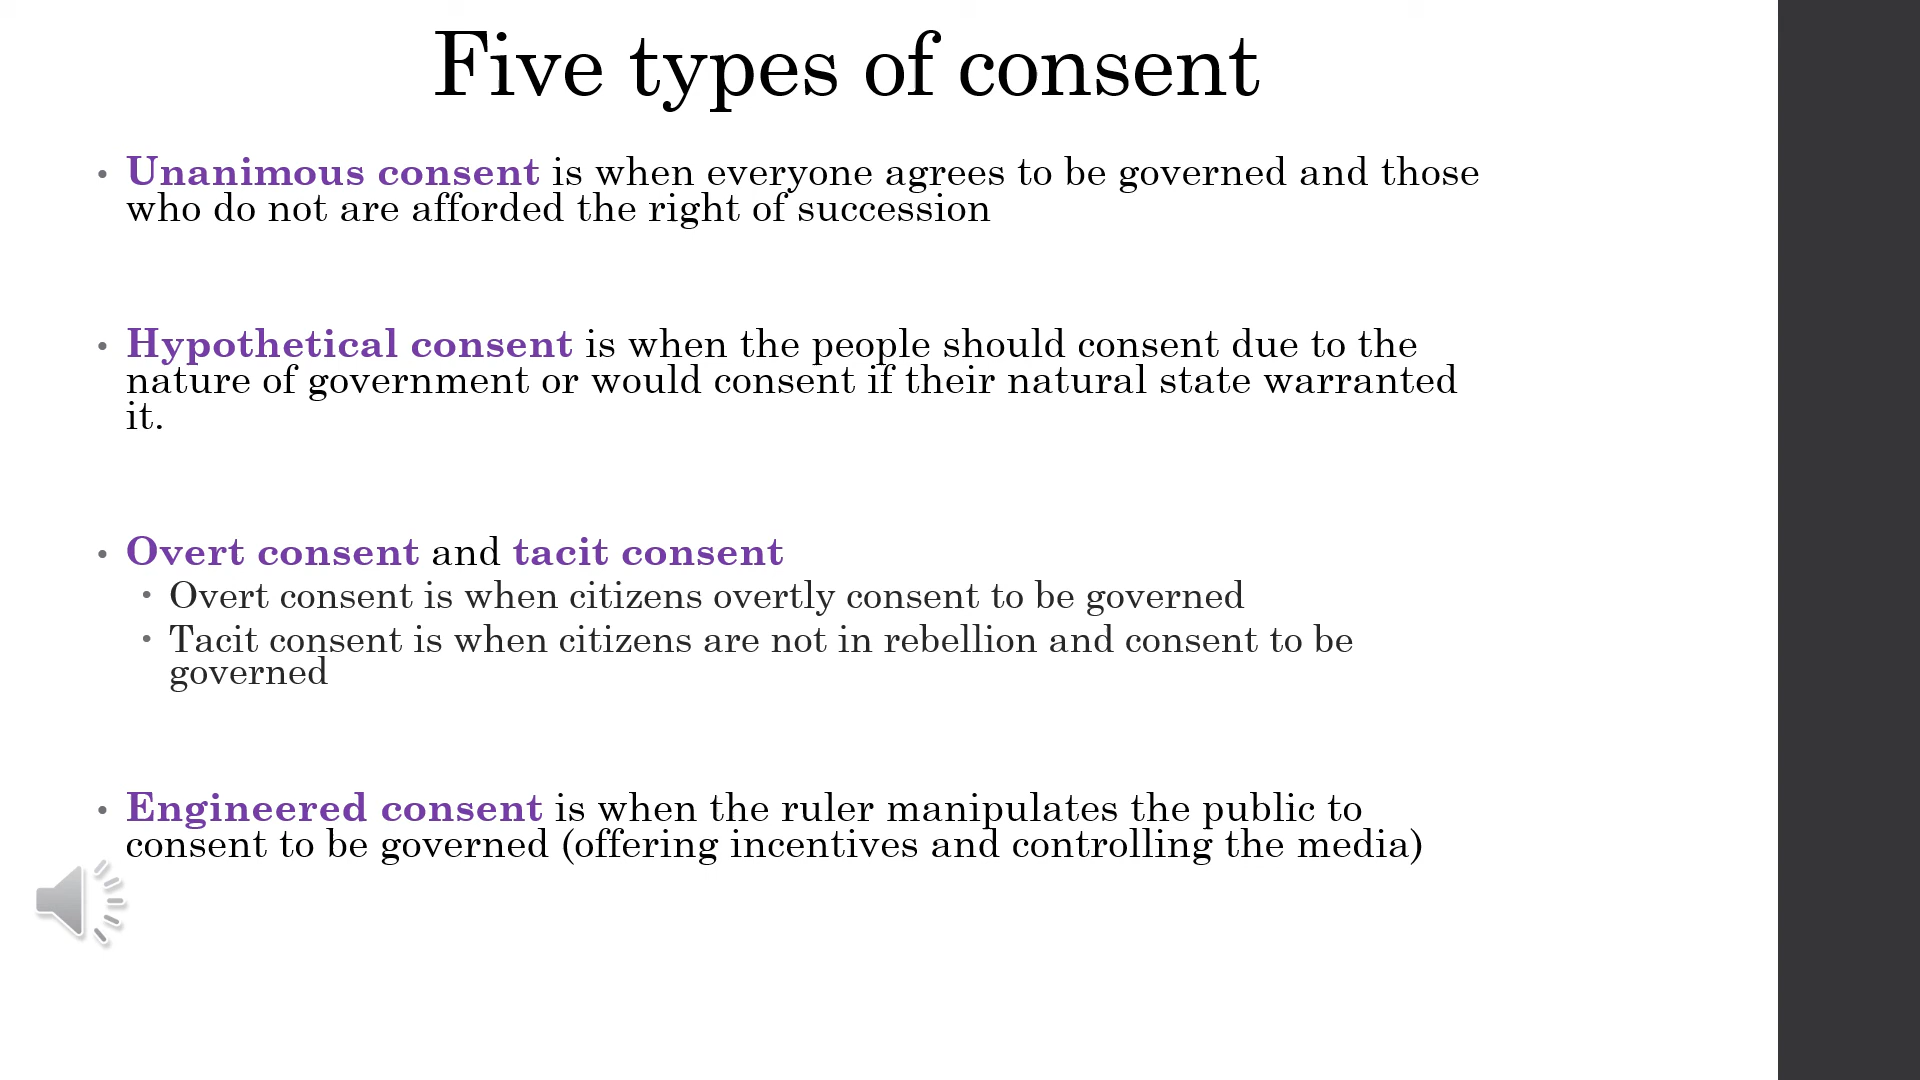 Five types of consent
• Unanimous consent is when everyone agrees to be governed and those
who do not are afforded the right of succession
• Hypothetical consent is when the people should consent due to the
nature of government or would consent if their natural state warranted
it.
• Overt consent and tacit consent
• Overt consent is when citizens overtly consent to be governed
• Tacit consent is when citizens are not in rebellion and consent to be
governed
• Engineered consent is when the ruler manipulates the public to
consent to be governed (offering incentives and controlling the media)